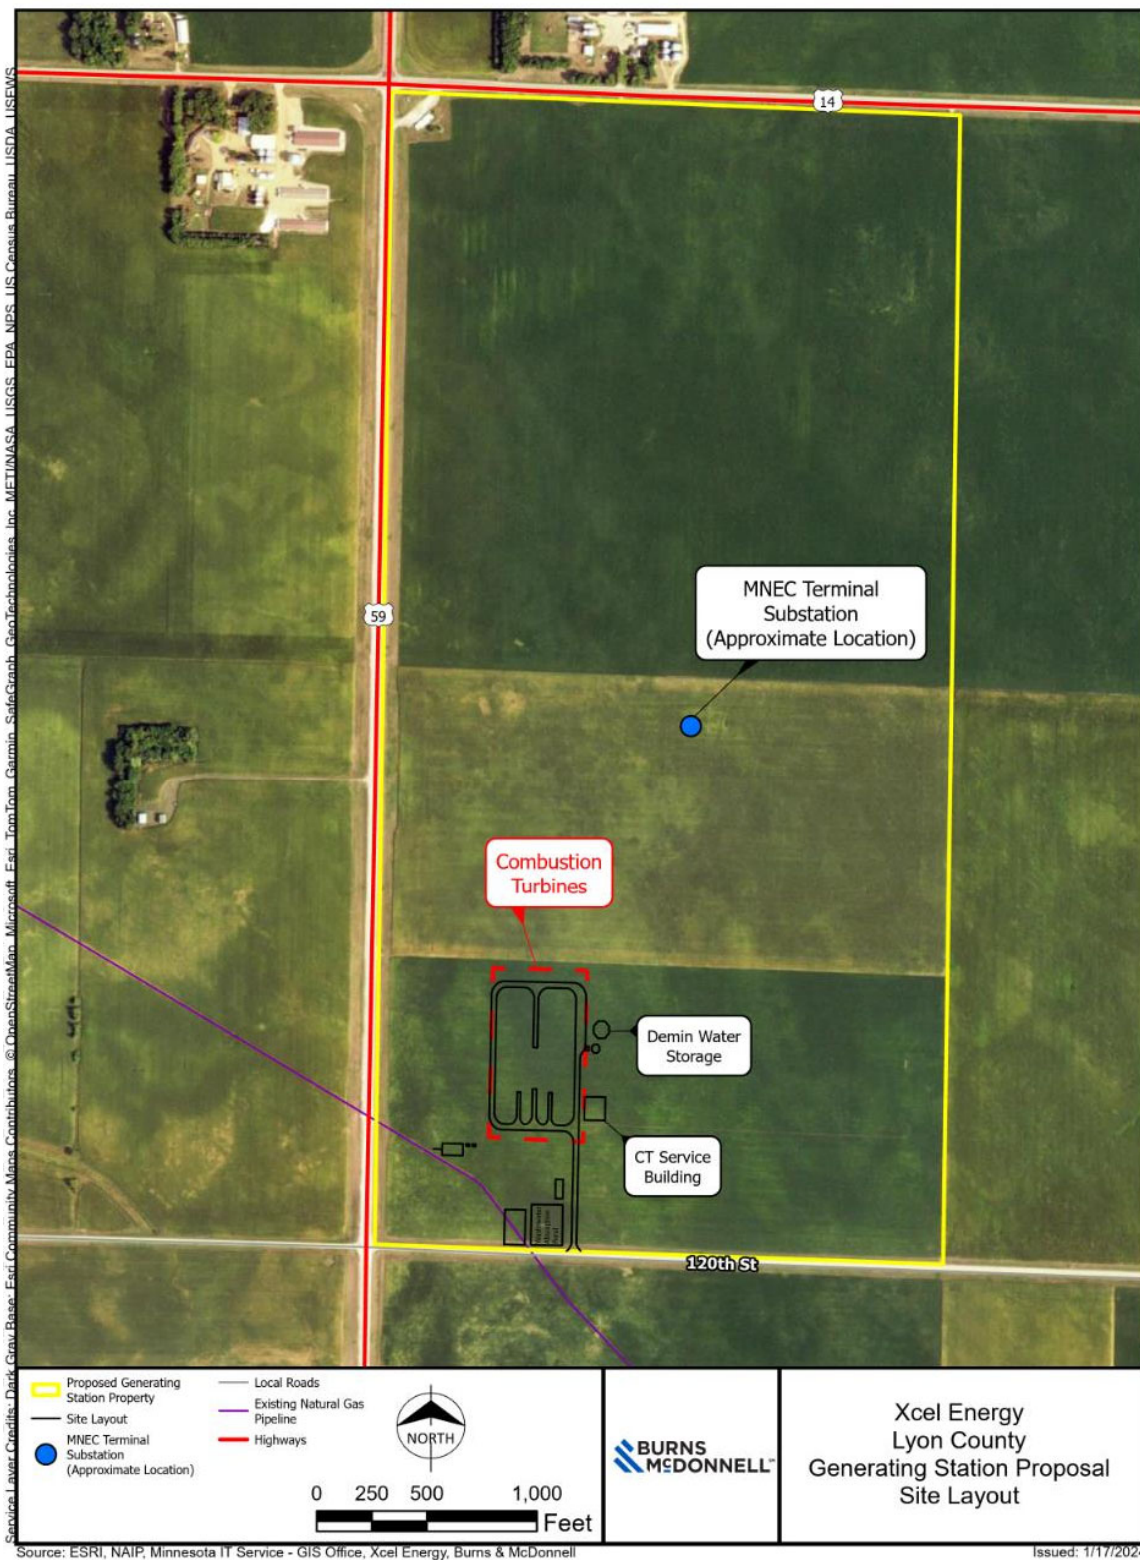 14
59
MNEC Terminal
Substation
(Approximate Location)
Combustion
Turbines
Demin Water
Storage
CT Service
Building
120th St
Service Layer Credits: Dark Gray Base: Esri Community Maps Contributors, © OpenStreetMap, Microsoft, Esri, TomTom, Garmin, SafeGraph, GeoTechnologies, Inc, METI/NASA, USGS, EPA, NPS, US Census Bureau, USDA, USFWS
Proposed Generating
Station Property
Site Layout
MNEC Terminal
Substation
(Approximate Location)
Local Roads
Existing Natural Gas
Pipeline
Highways
NORTH
0 250 500 1,000
Feet
BURNS
McDONNELL
Xcel Energy
Lyon County
Generating Station Proposal
Site Layout
Source: ESRI, NAIP, Minnesota IT Service - GIS Office, Xcel Energy, Burns & McDonnell
Issued: 1/17/202